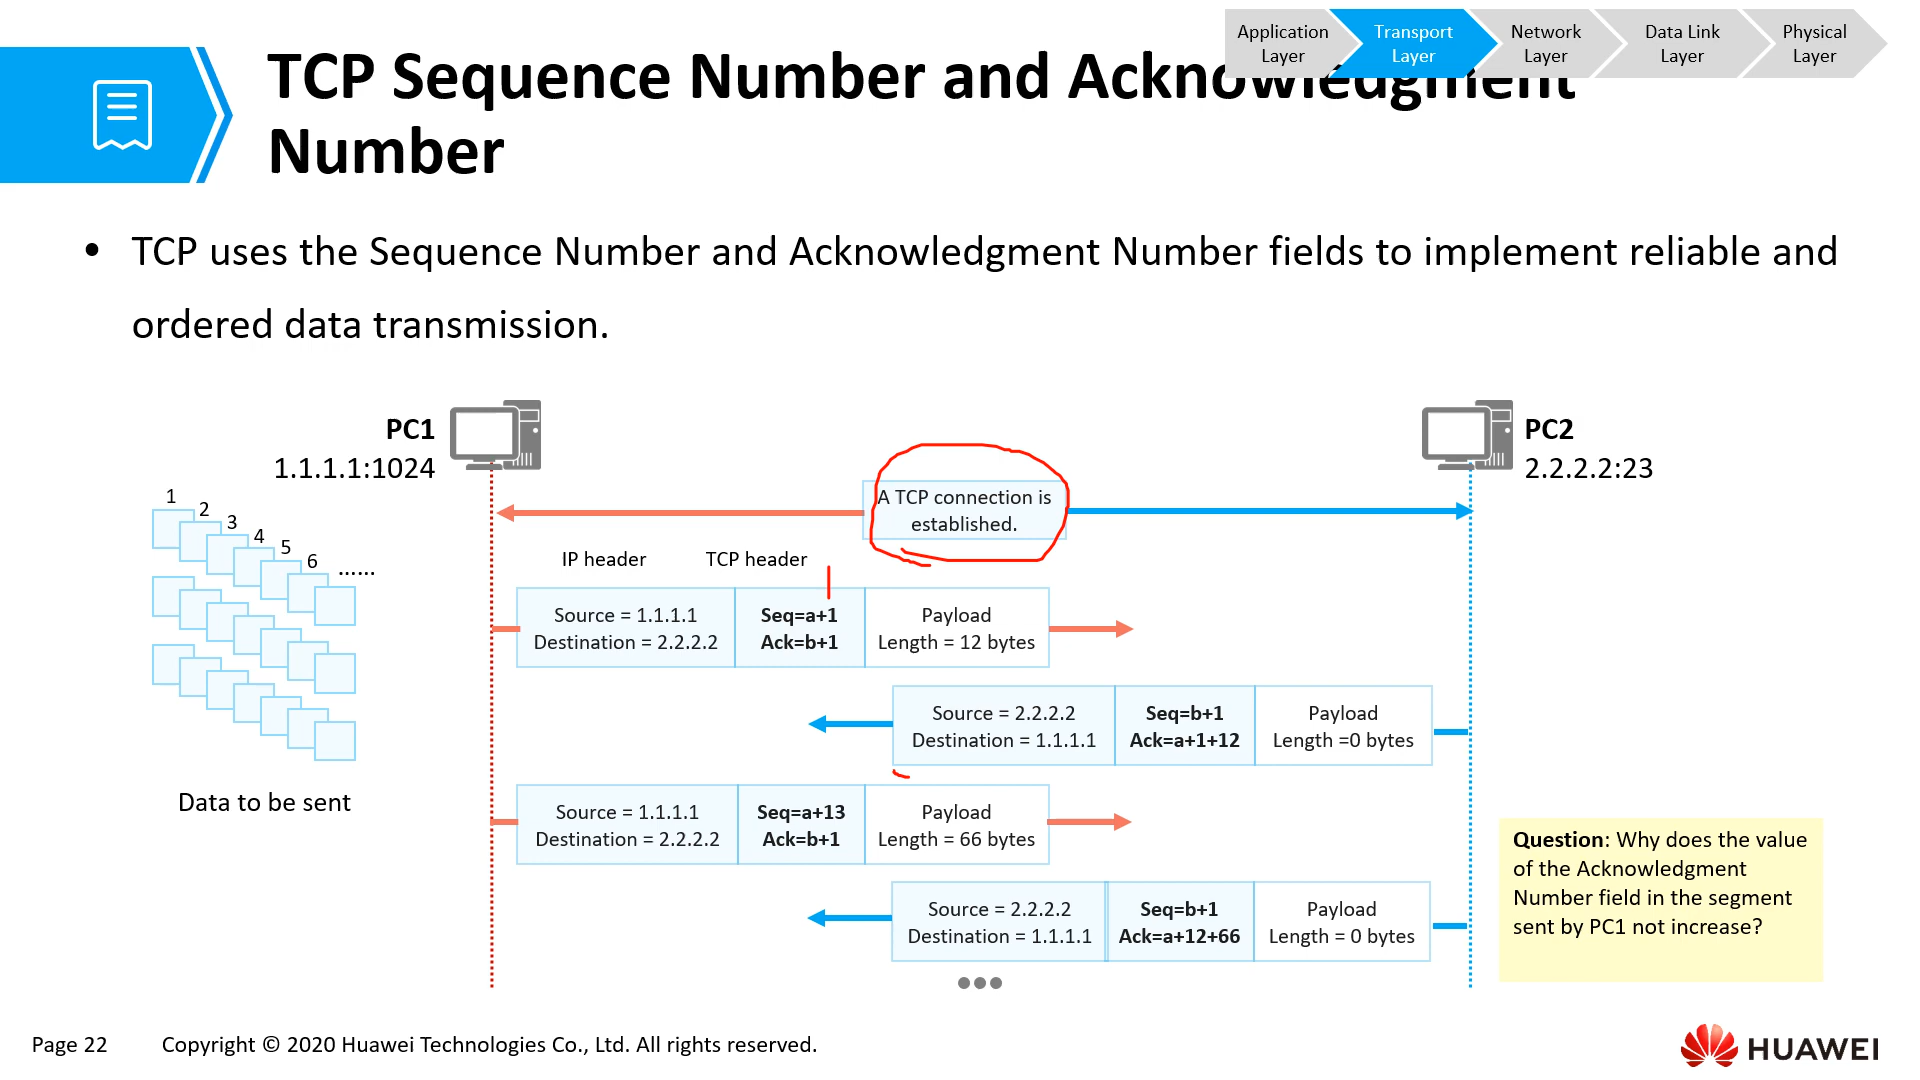 Application
Layer
Transport
Layer
Network
Layer
Data Link
Layer
Physical
Layer
TCP Sequence Number and Acknowledgment
Number
• TCP uses the Sequence Number and Acknowledgment Number fields to implement reliable and
ordered data transmission.
PC1
1.1.1.1:1024
PC2
2.2.2.2:23
1
2
3
4
5
6
......
Data to be sent
A TCP connection is
established.
IP header
TCP header
Source = 1.1.1.1
Destination = 2.2.2.2
Seq=a+1
Ack=b+1
Payload
Length = 12 bytes
Source = 2.2.2.2
Destination = 1.1.1.1
Seq=b+1
Ack=a+1+12
Payload
Length =0 bytes
Source = 1.1.1.1
Destination = 2.2.2.2
Seq=a+13
Ack=b+1
Payload
Length = 66 bytes
Source = 2.2.2.2
Destination = 1.1.1.1
Seq=b+1
Ack=a+12+66
Payload
Length = 0 bytes
Question: Why does the value
of the Acknowledgment
Number field in the segment
sent by PC1 not increase?
Page 22
Copyright © 2020 Huawei Technologies Co., Ltd. All rights reserved.
HUAWEI